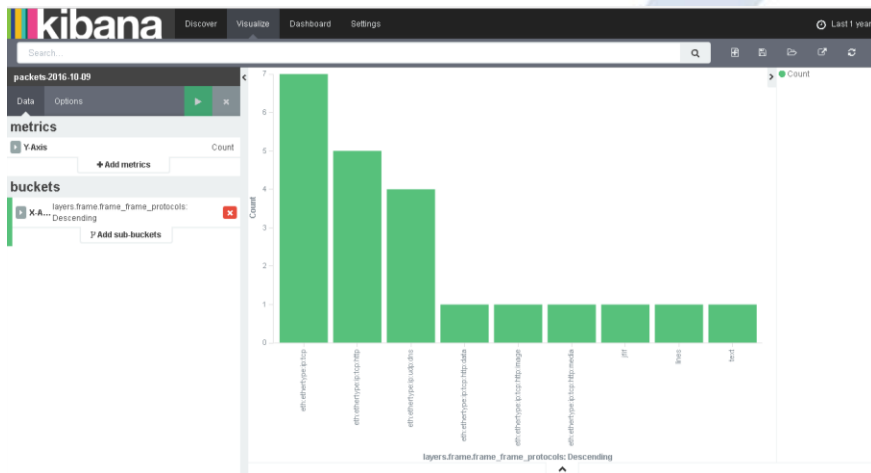 kibana
Discover Visualize Dashboard Settings
Last 1 year
Search...
packets-2016-10-09
Data Options
metrics
Y-Axis Count
Add metrics
buckets
X-A... layers.frame.frame_frame_protocols:
Descending
Add sub-buckets
Count
7
6
5
4
3
2
1
0
Count
eth:ethertype:ip:tcp
eth:ethertype:ip:tcp:http
eth:ethertype:ip:udp:dns
eth:ethertype:ip:tcp:http:data
eth:ethertype:ip:tcp:http:image
eth:ethertype:ip:tcp:http:media
jfif
lines
text
layers.frame.frame_frame_protocols: Descending